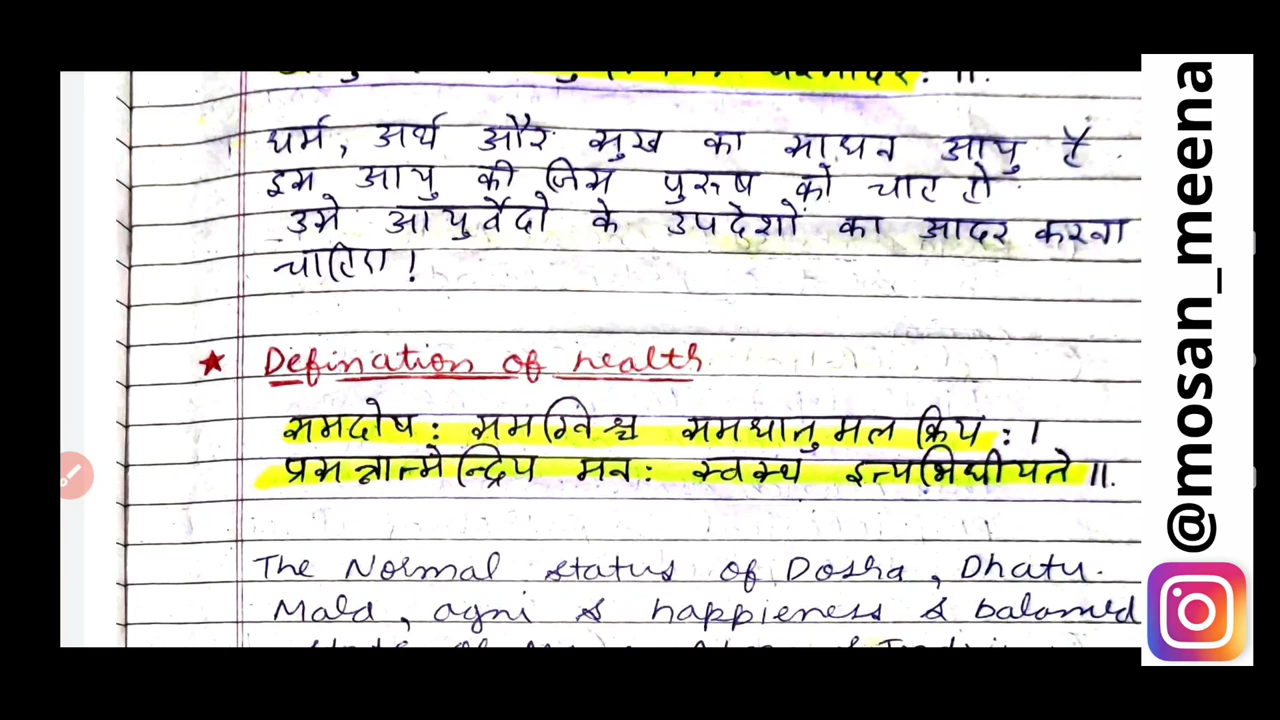 धर्म, अर्थ और सुख का साधन आयु है
इस आयु की जिस पुरुष को चाह हो
उसे आयुर्वेदो के उपदेशों का आदर करना
चाहिए!
★ Defination of health
समदोष: समग्निश्च समधातु मल क्रिय: ।
प्रसन्नात्मेन्द्रिय मन: स्वस्थ इत्यभिधीयते ॥
The Normal status of Dosha, Dhatu.
Mala, agni & happieness & balanced
@mosan_meena